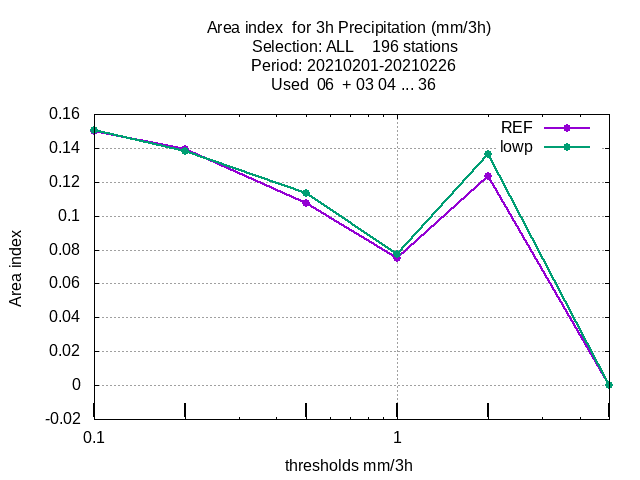 Area index  for 3h Precipitation (mm/3h)
Selection: ALL    196 stations
Period: 20210201-20210226
Used  06  + 03 04 ... 36
REF
lowp
0.16
0.14
0.12
0.1
0.08
0.06
0.04
0.02
0
-0.02
Area index
0.1
1
thresholds mm/3h